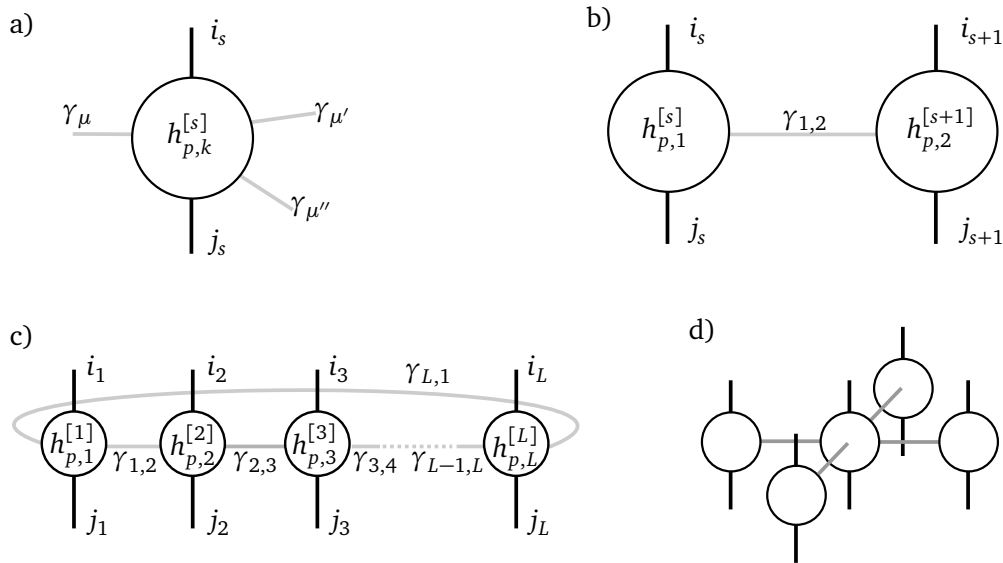 a)
i_s
γ_μ
h_{p,k}^{[s]}
γ_{μ'}
γ_{μ''}
j_s
b)
i_s i_{s+1}
h_{p,1}^{[s]} γ_{1,2} h_{p,2}^{[s+1]}
j_s j_{s+1}
c)
i_1 i_2 i_3 γ_{L,1} i_L
h_{p,1}^{[1]} h_{p,2}^{[2]} h_{p,3}^{[3]} h_{p,L}^{[L]}
γ_{1,2} γ_{2,3} γ_{3,4} γ_{L−1,L}
j_1 j_2 j_3 j_L
d)